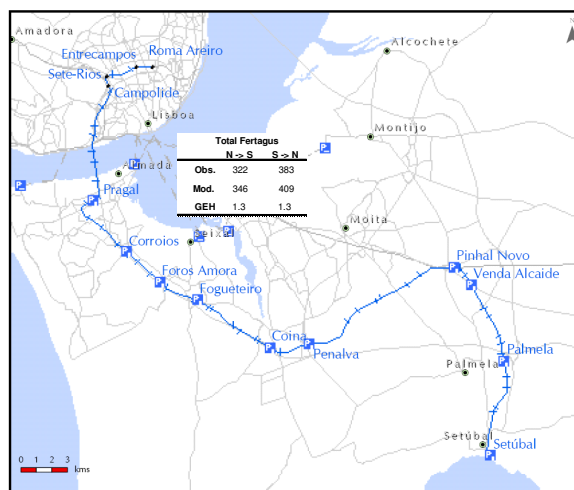 Amadora
Entrecampos
Roma Areiro
Alcochete
Sete-Rios
Campolide
Lisboa
Montijo
Total Fertagus
N -> S S -> N
Obs. 322 383
Mod. 346 409
GEH 1.3 1.3
Almada
Pragal
Moita
Seixal
Corroios
Pinhal Novo
Foros Amora
Venda Alcaide
Fogueteiro
Coina
Penalva
Palmela
Palmela
Setúbal
Setúbal
0 1 2 3
kms
N